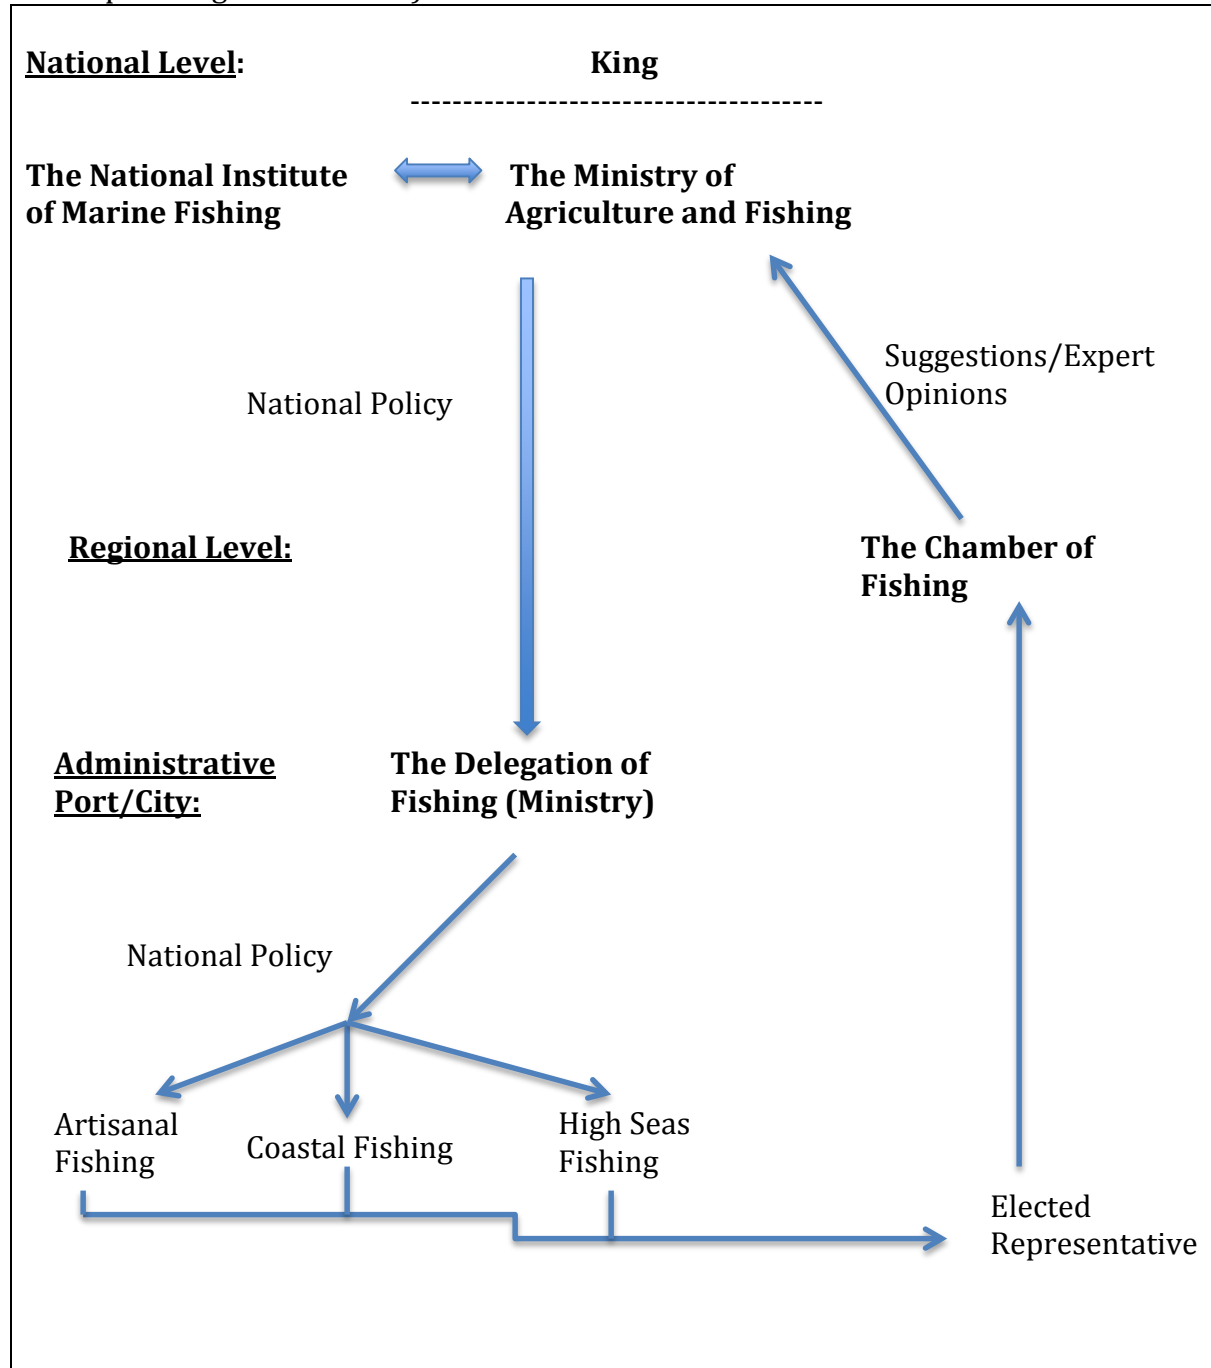 National Level: King
---------------------------------------
The National Institute
of Marine Fishing
The Ministry of
Agriculture and Fishing
Suggestions/Expert
Opinions
National Policy
Regional Level:
The Chamber of
Fishing
Administrative
Port/City:
The Delegation of
Fishing (Ministry)
National Policy
Artisanal
Fishing
Coastal Fishing
High Seas
Fishing
Elected
Representative